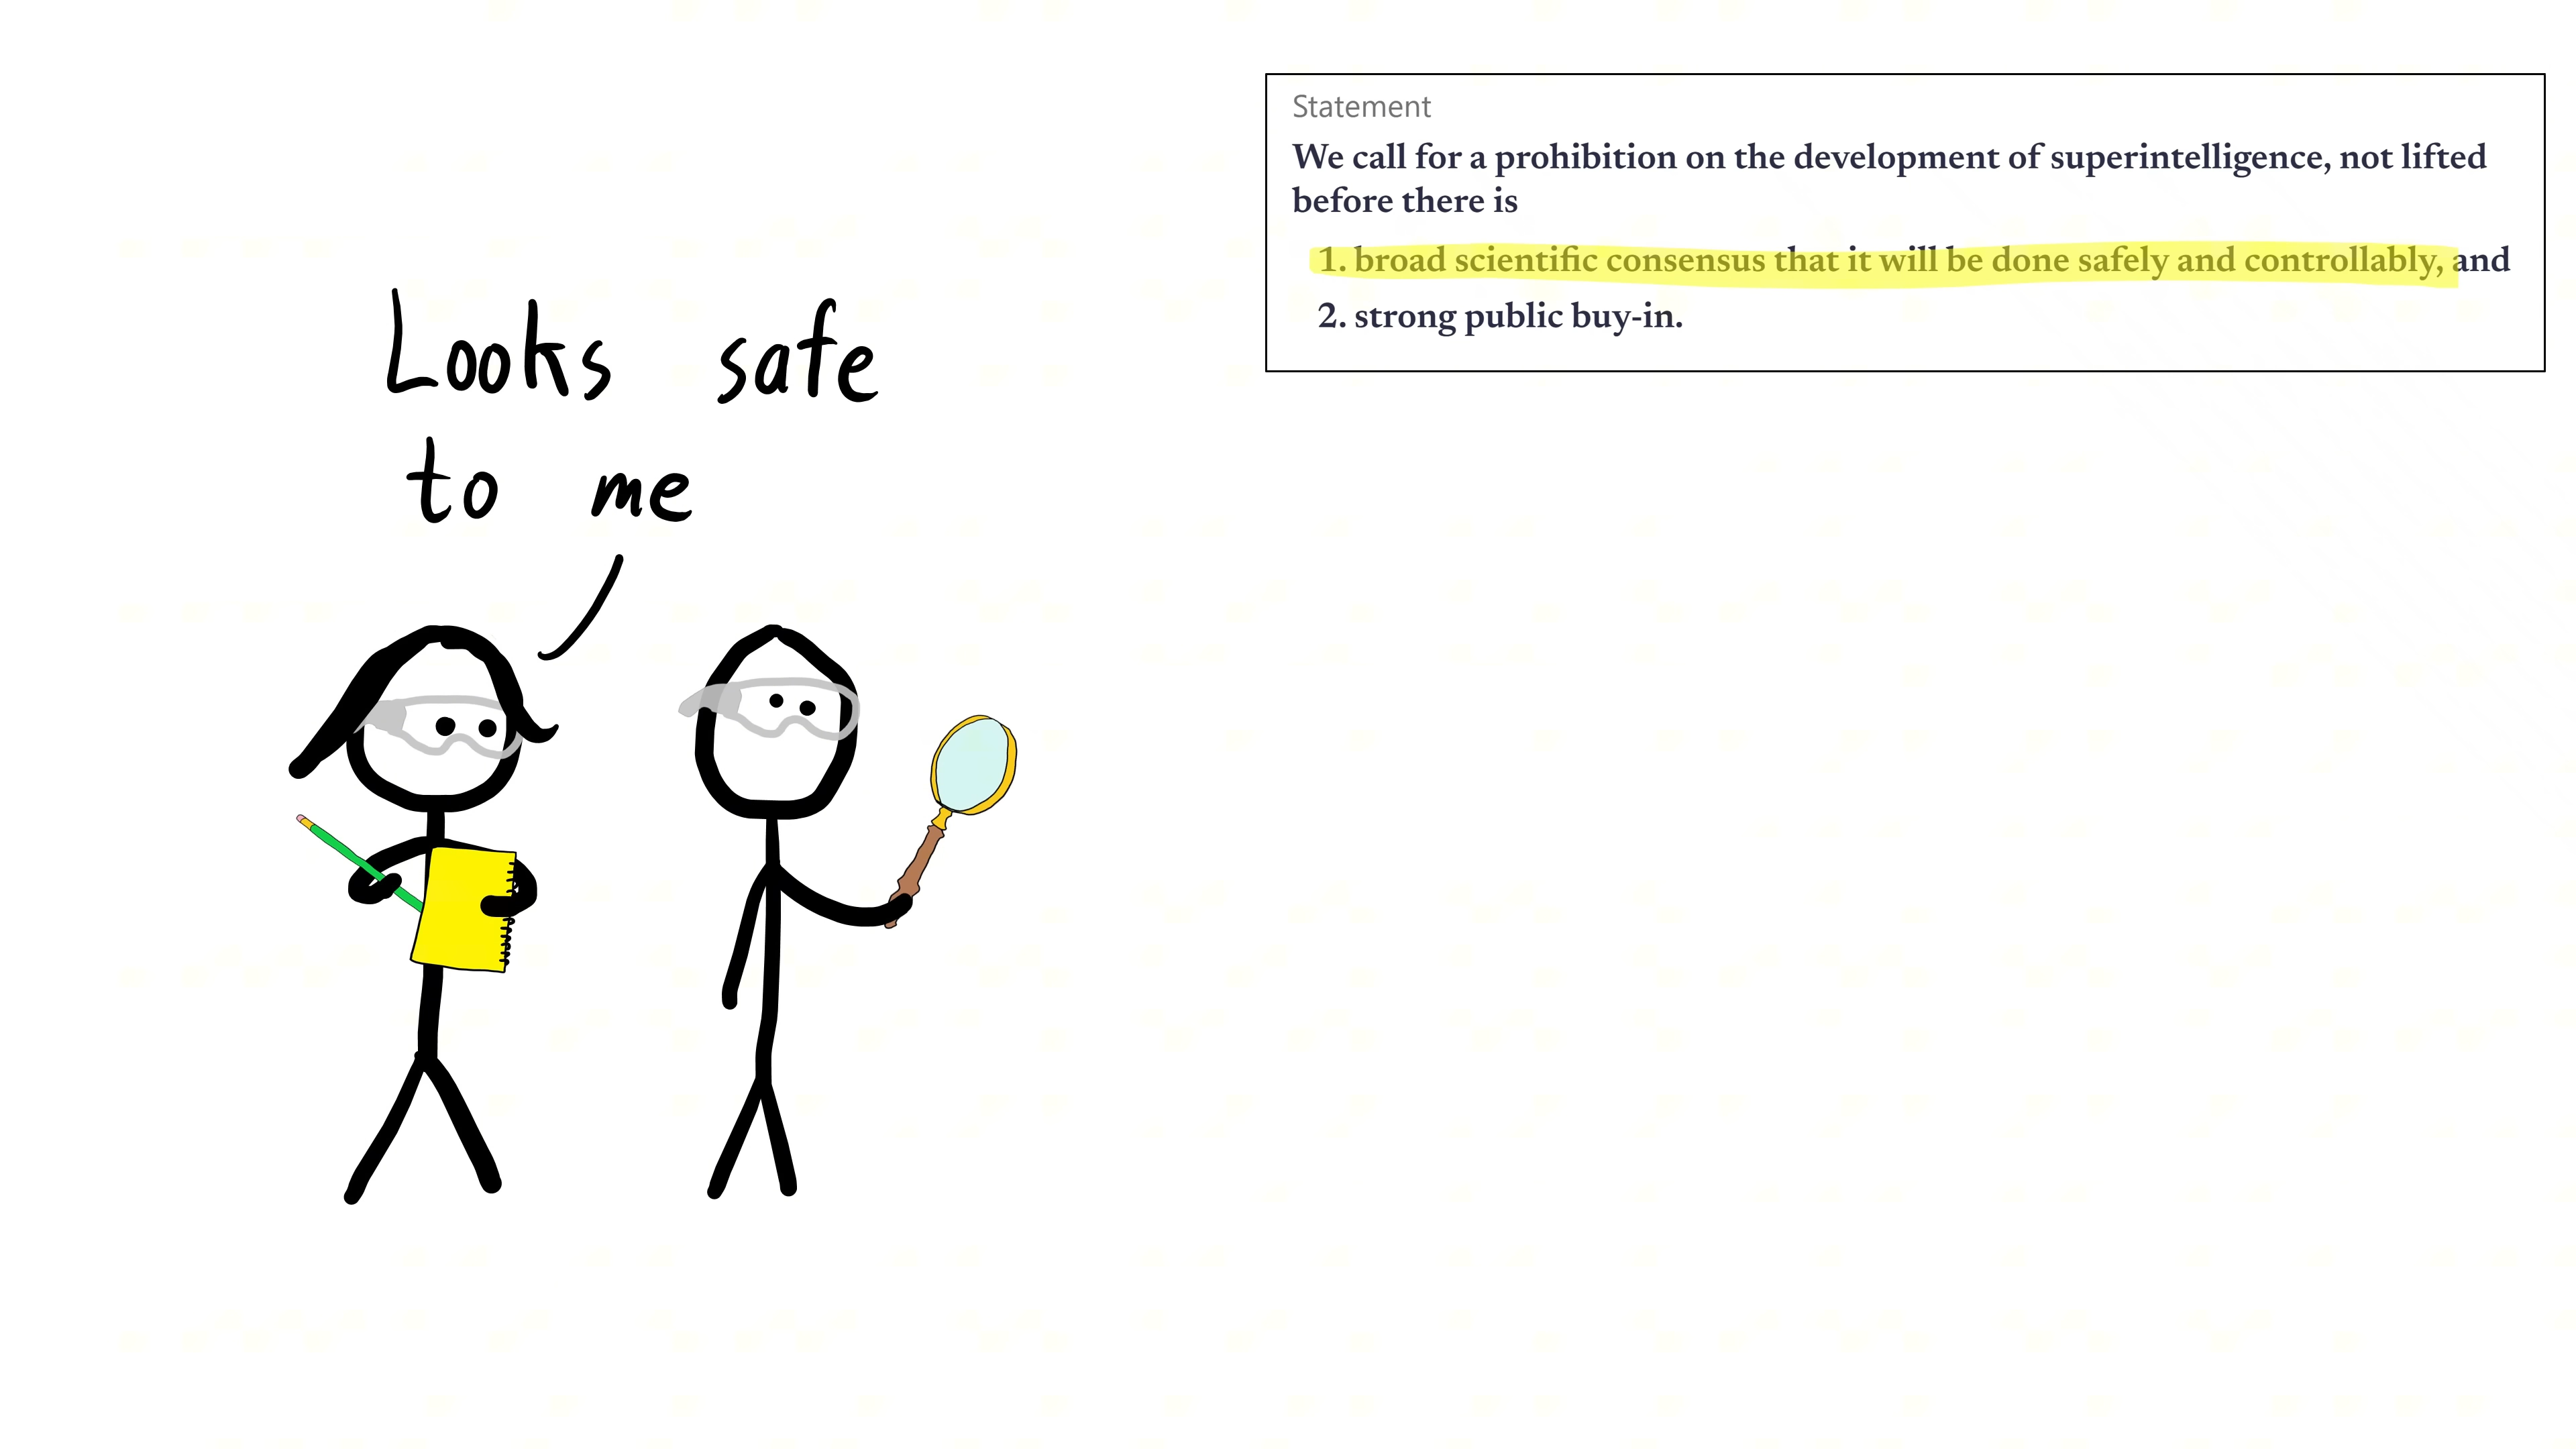 Looks safe
to me
Statement
We call for a prohibition on the development of superintelligence, not lifted
before there is
1. broad scientific consensus that it will be done safely and controllably, and
2. strong public buy-in.